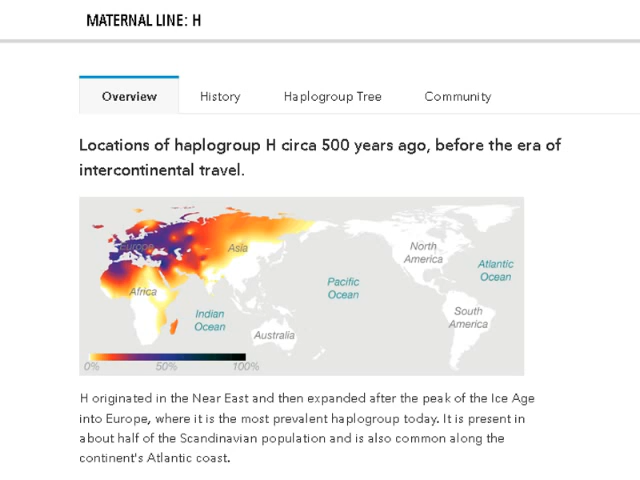 MATERNAL LINE: H
Overview History Haplogroup Tree Community
Locations of haplogroup H circa 500 years ago, before the era of
intercontinental travel.
Europe
Asia
North
America
Atlantic
Ocean
Pacific
Ocean
Africa
Indian
Ocean
South
America
Australia
0% 50% 100%
H originated in the Near East and then expanded after the peak of the Ice Age
into Europe, where it is the most prevalent haplogroup today. It is present in
about half of the Scandinavian population and is also common along the
continent's Atlantic coast.